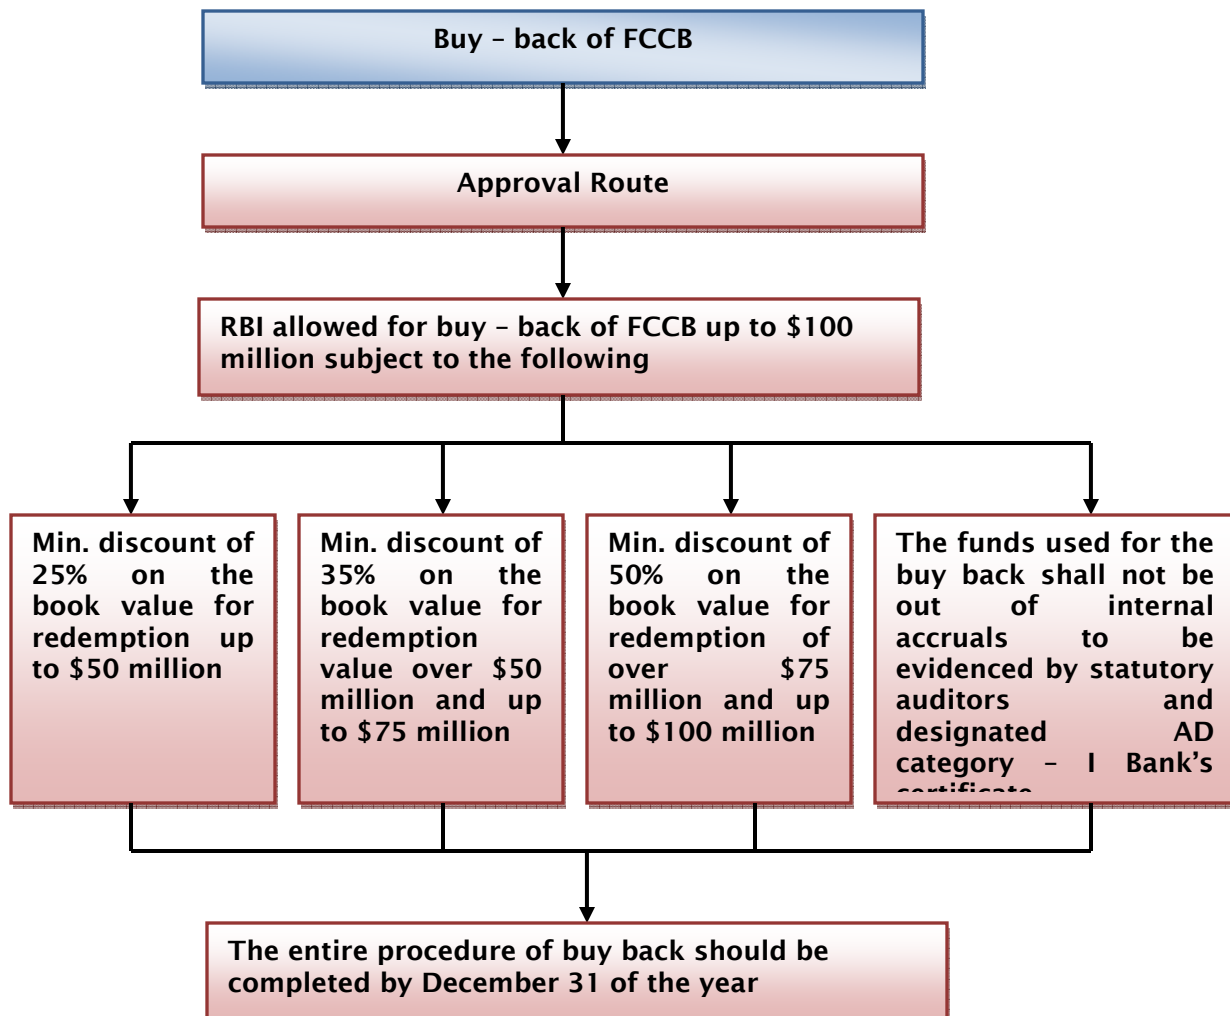 Buy – back of FCCB
Approval Route
RBI allowed for buy – back of FCCB up to $100
million subject to the following
Min. discount of
25% on the
book value for
redemption up
to $50 million
Min. discount of
35% on the
book value for
redemption
value over $50
million and up
to $75 million
Min. discount of
50% on the
book value for
redemption of
over $75
million and up
to $100 million
The funds used for the
buy back shall not be
out of internal
accruals to be
evidenced by statutory
auditors and
designated AD
category – I Bank’s
certificate
The entire procedure of buy back should be
completed by December 31 of the year